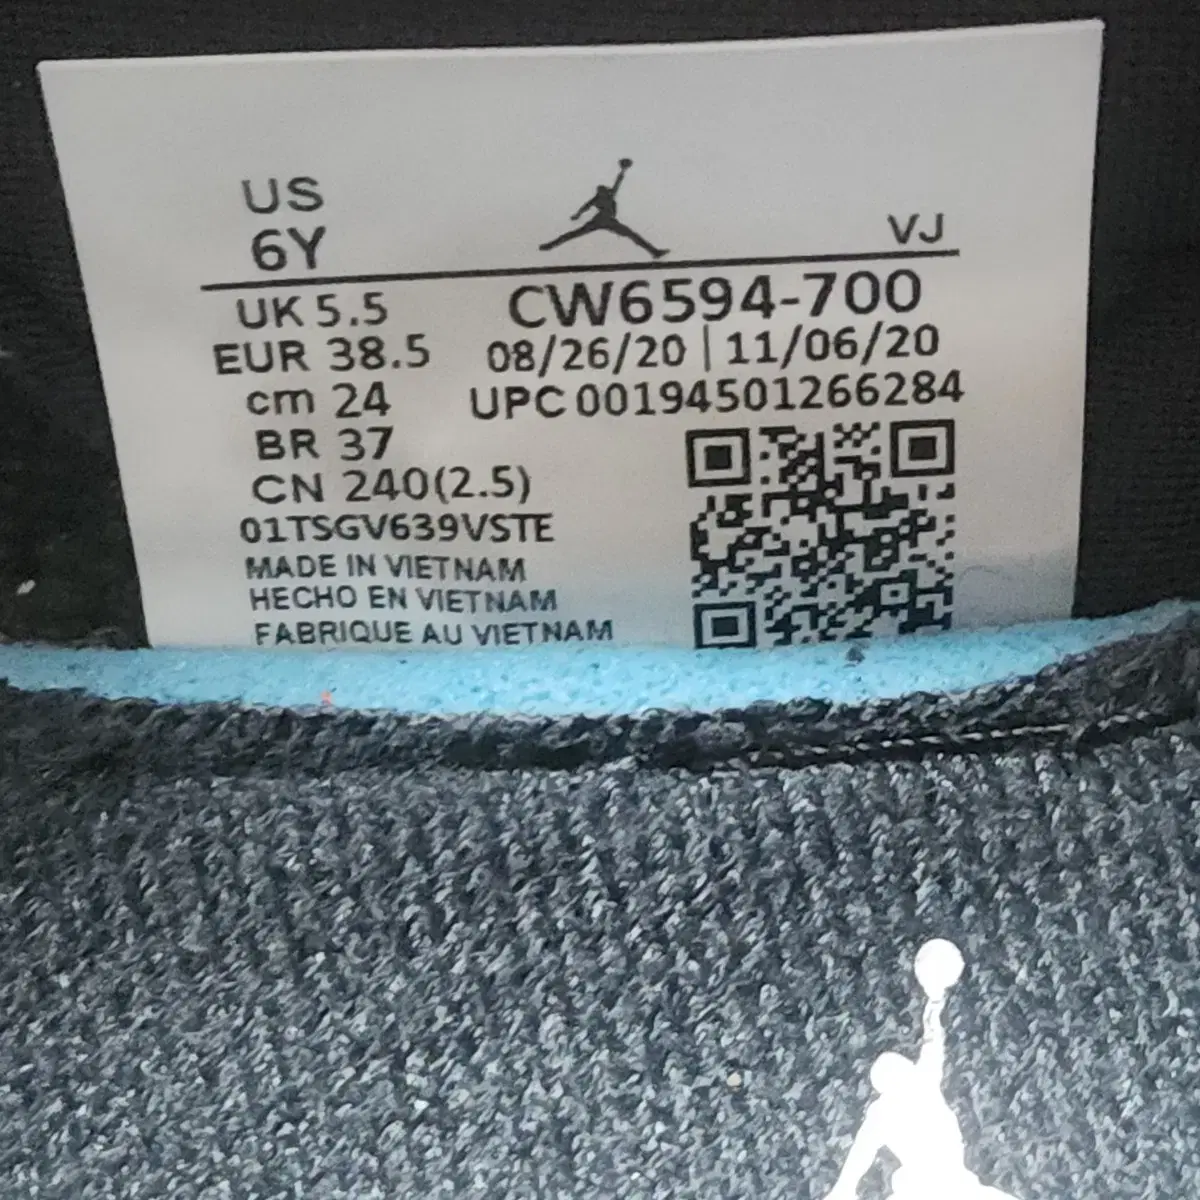 US
6Y
VJ
UK 5.5
CW6594-700
EUR 38.5
08/26/20 | 11/06/20
cm 24
UPC 00194501266284
BR 37
CN 240(2.5)
01TSGV639VSTE
MADE IN VIETNAM
HECHO EN VIETNAM
FABRIQUE AU VIETNAM